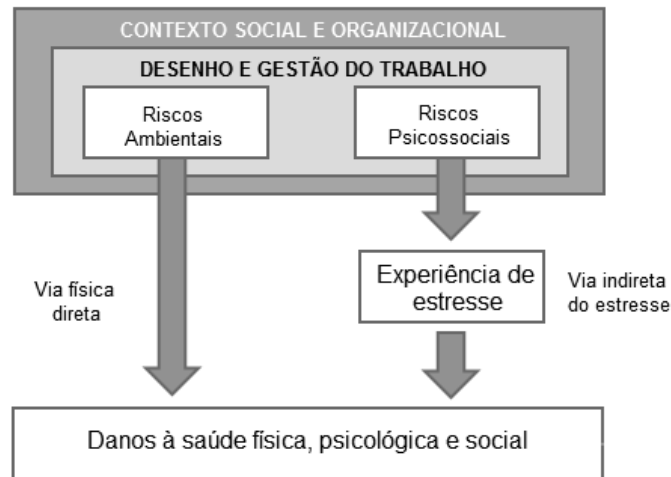 CONTEXTO SOCIAL E ORGANIZACIONAL
DESENHO E GESTÃO DO TRABALHO
Riscos
Ambientais
Riscos
Psicossociais
Via física
direta
Experiência de
estresse
Via indireta
do estresse
Danos à saúde física, psicológica e social